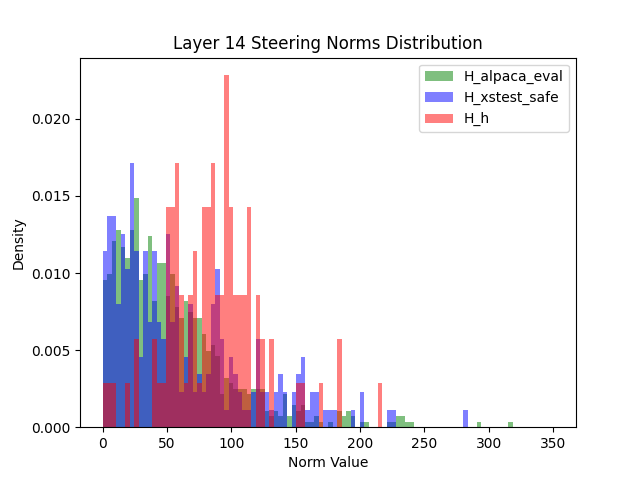 Layer 14 Steering Norms Distribution
H_alpaca_eval
H_xstest_safe
H_h
0.020
0.015
0.010
0.005
0.000
Density
0 50 100 150 200 250 300 350
Norm Value